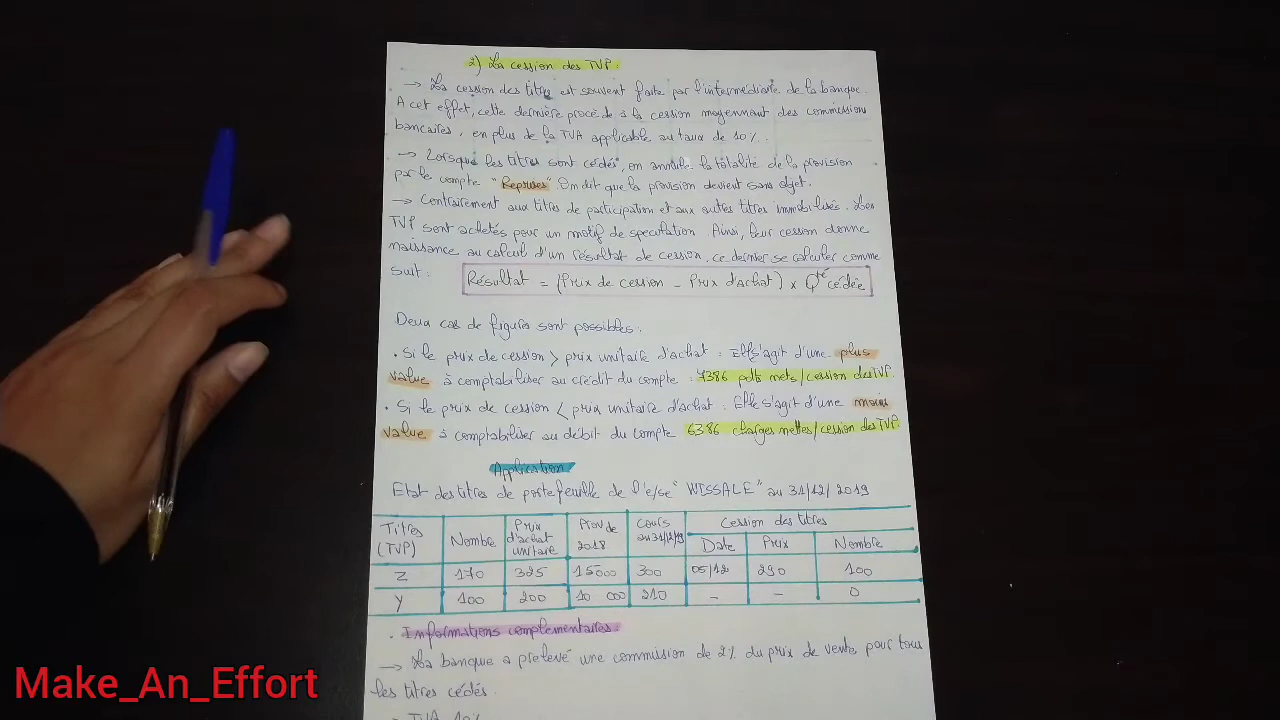 2) La cession des TVP:
→ La cession des titres est souvent faite par l'intermédiaire de la banque.
A cet effet, cette dernière procède à la cession moyennant des commissions
bancaires, en plus de la TVA applicable au taux de 10%.
→ Lorsque les titres sont cédés, on annule la totalité de la provision
par le compte "Reprises". On dit que la provision devient sans objet.
→ Contrairement aux titres de participation et aux autres titres immobilisés. Les
TVP sont achetés pour un motif de speculation. Ainsi, leur cession donne
naissance au calcul d'un résultat de cession, ce dernier se calculer comme
suit:
Résultat = (Prix de cession - Prix d'achat) x Qté cédée
Deux cas de figures sont possibles:
. Si le prix de cession > prix unitaire d'achat : Il s'agit d'une plus
value à comptabiliser au crédit du compte : 7386 pdts nets/cession des TVP.
. Si le prix de cession < prix unitaire d'achat : Elle s'agit d'une moins
value à comptabiliser au débit du compte 6386 charges nettes/cession des TVP
Application
Etat des titres de portefeuille de l'e/se "WISSALE" au 31/12/2019
Titres (TVP) Nombre Prix d'achat unitaire Prov de 2018 Cours au 31/12/19 Cession des titres
Date Prix Nombre
Z 170 325 15000 300 05/12 290 100
Y 100 200 10 000 210 - - 0
. Informations complementaires:
→ La banque a prelevé une commission de 2% du prix de vente pour tous
les titres cédés.
- TVA 10%
Make_An_Effort